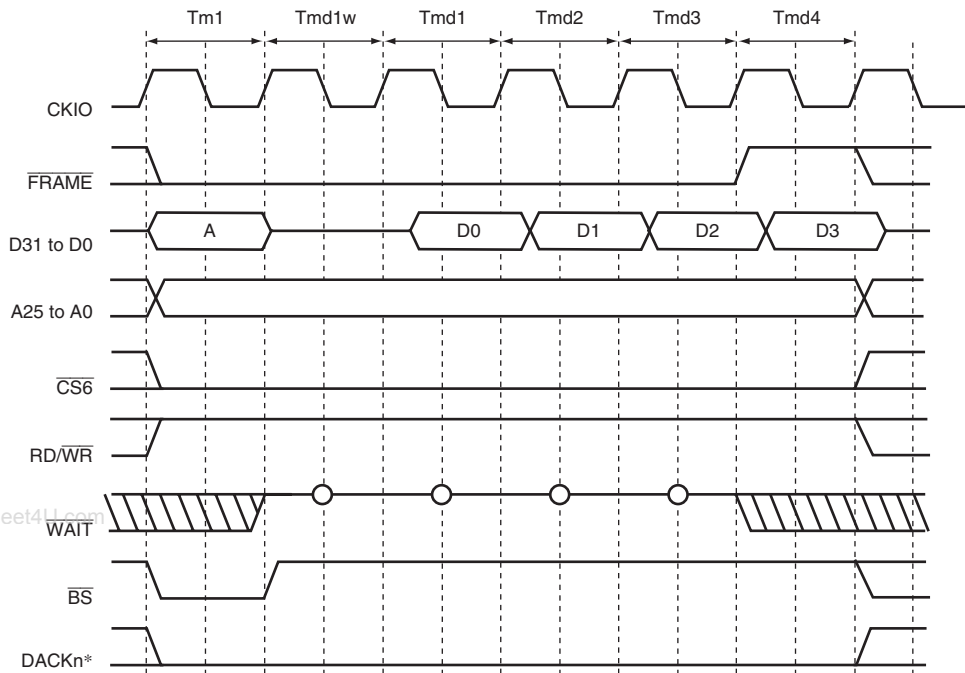 Tm1 Tmd1w Tmd1 Tmd2 Tmd3 Tmd4
CKIO
FRAME
D31 to D0 A D0 D1 D2 D3
A25 to A0
CS6
RD/WR
eet4U.com
WAIT
BS
DACKn*